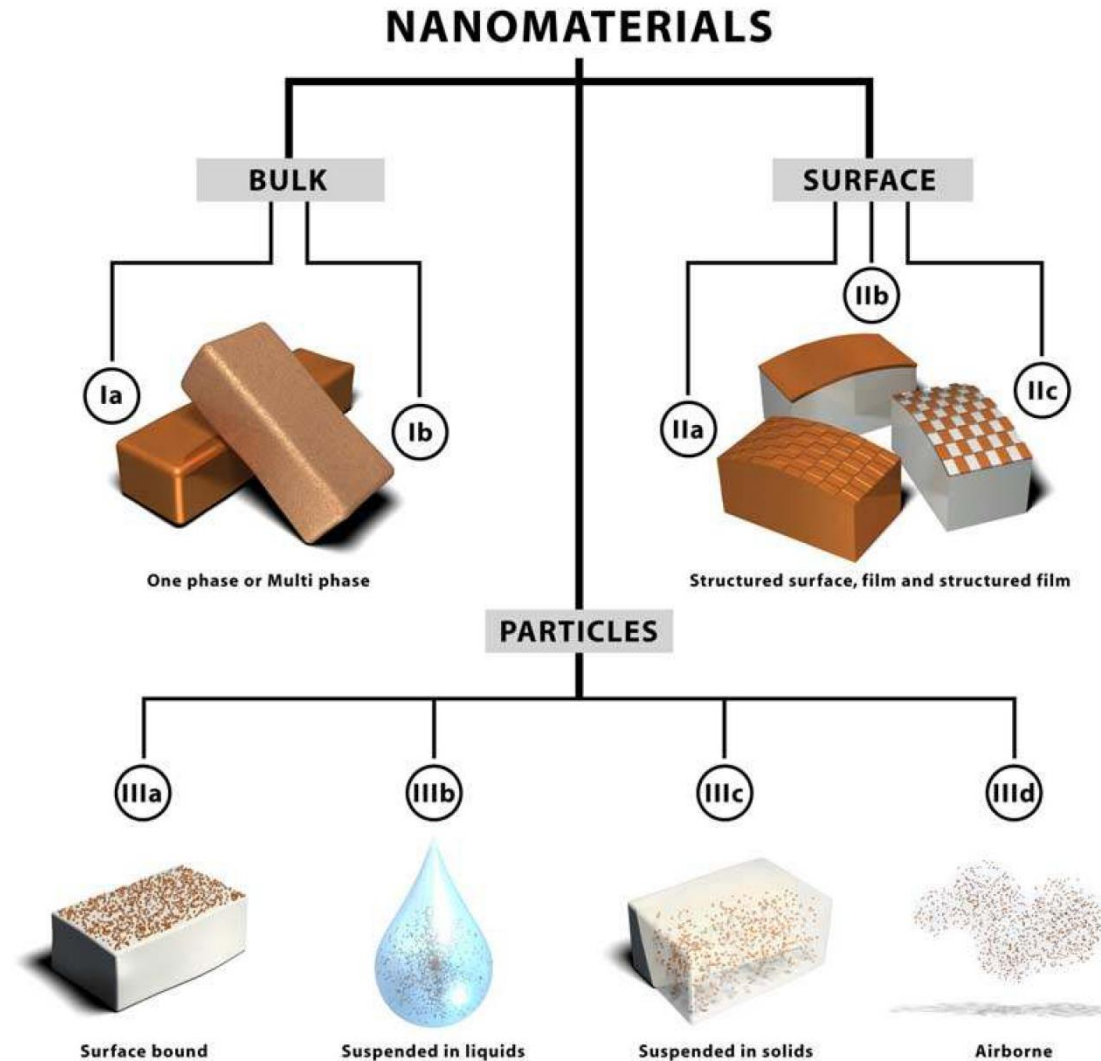 NANOMATERIALS
BULK
SURFACE
IIb
Ia
Ib
IIa
IIc
One phase or Multi phase
Structured surface, film and structured film
PARTICLES
IIIa
IIIb
IIIc
IIId
Surface bound
Suspended in liquids
Suspended in solids
Airborne